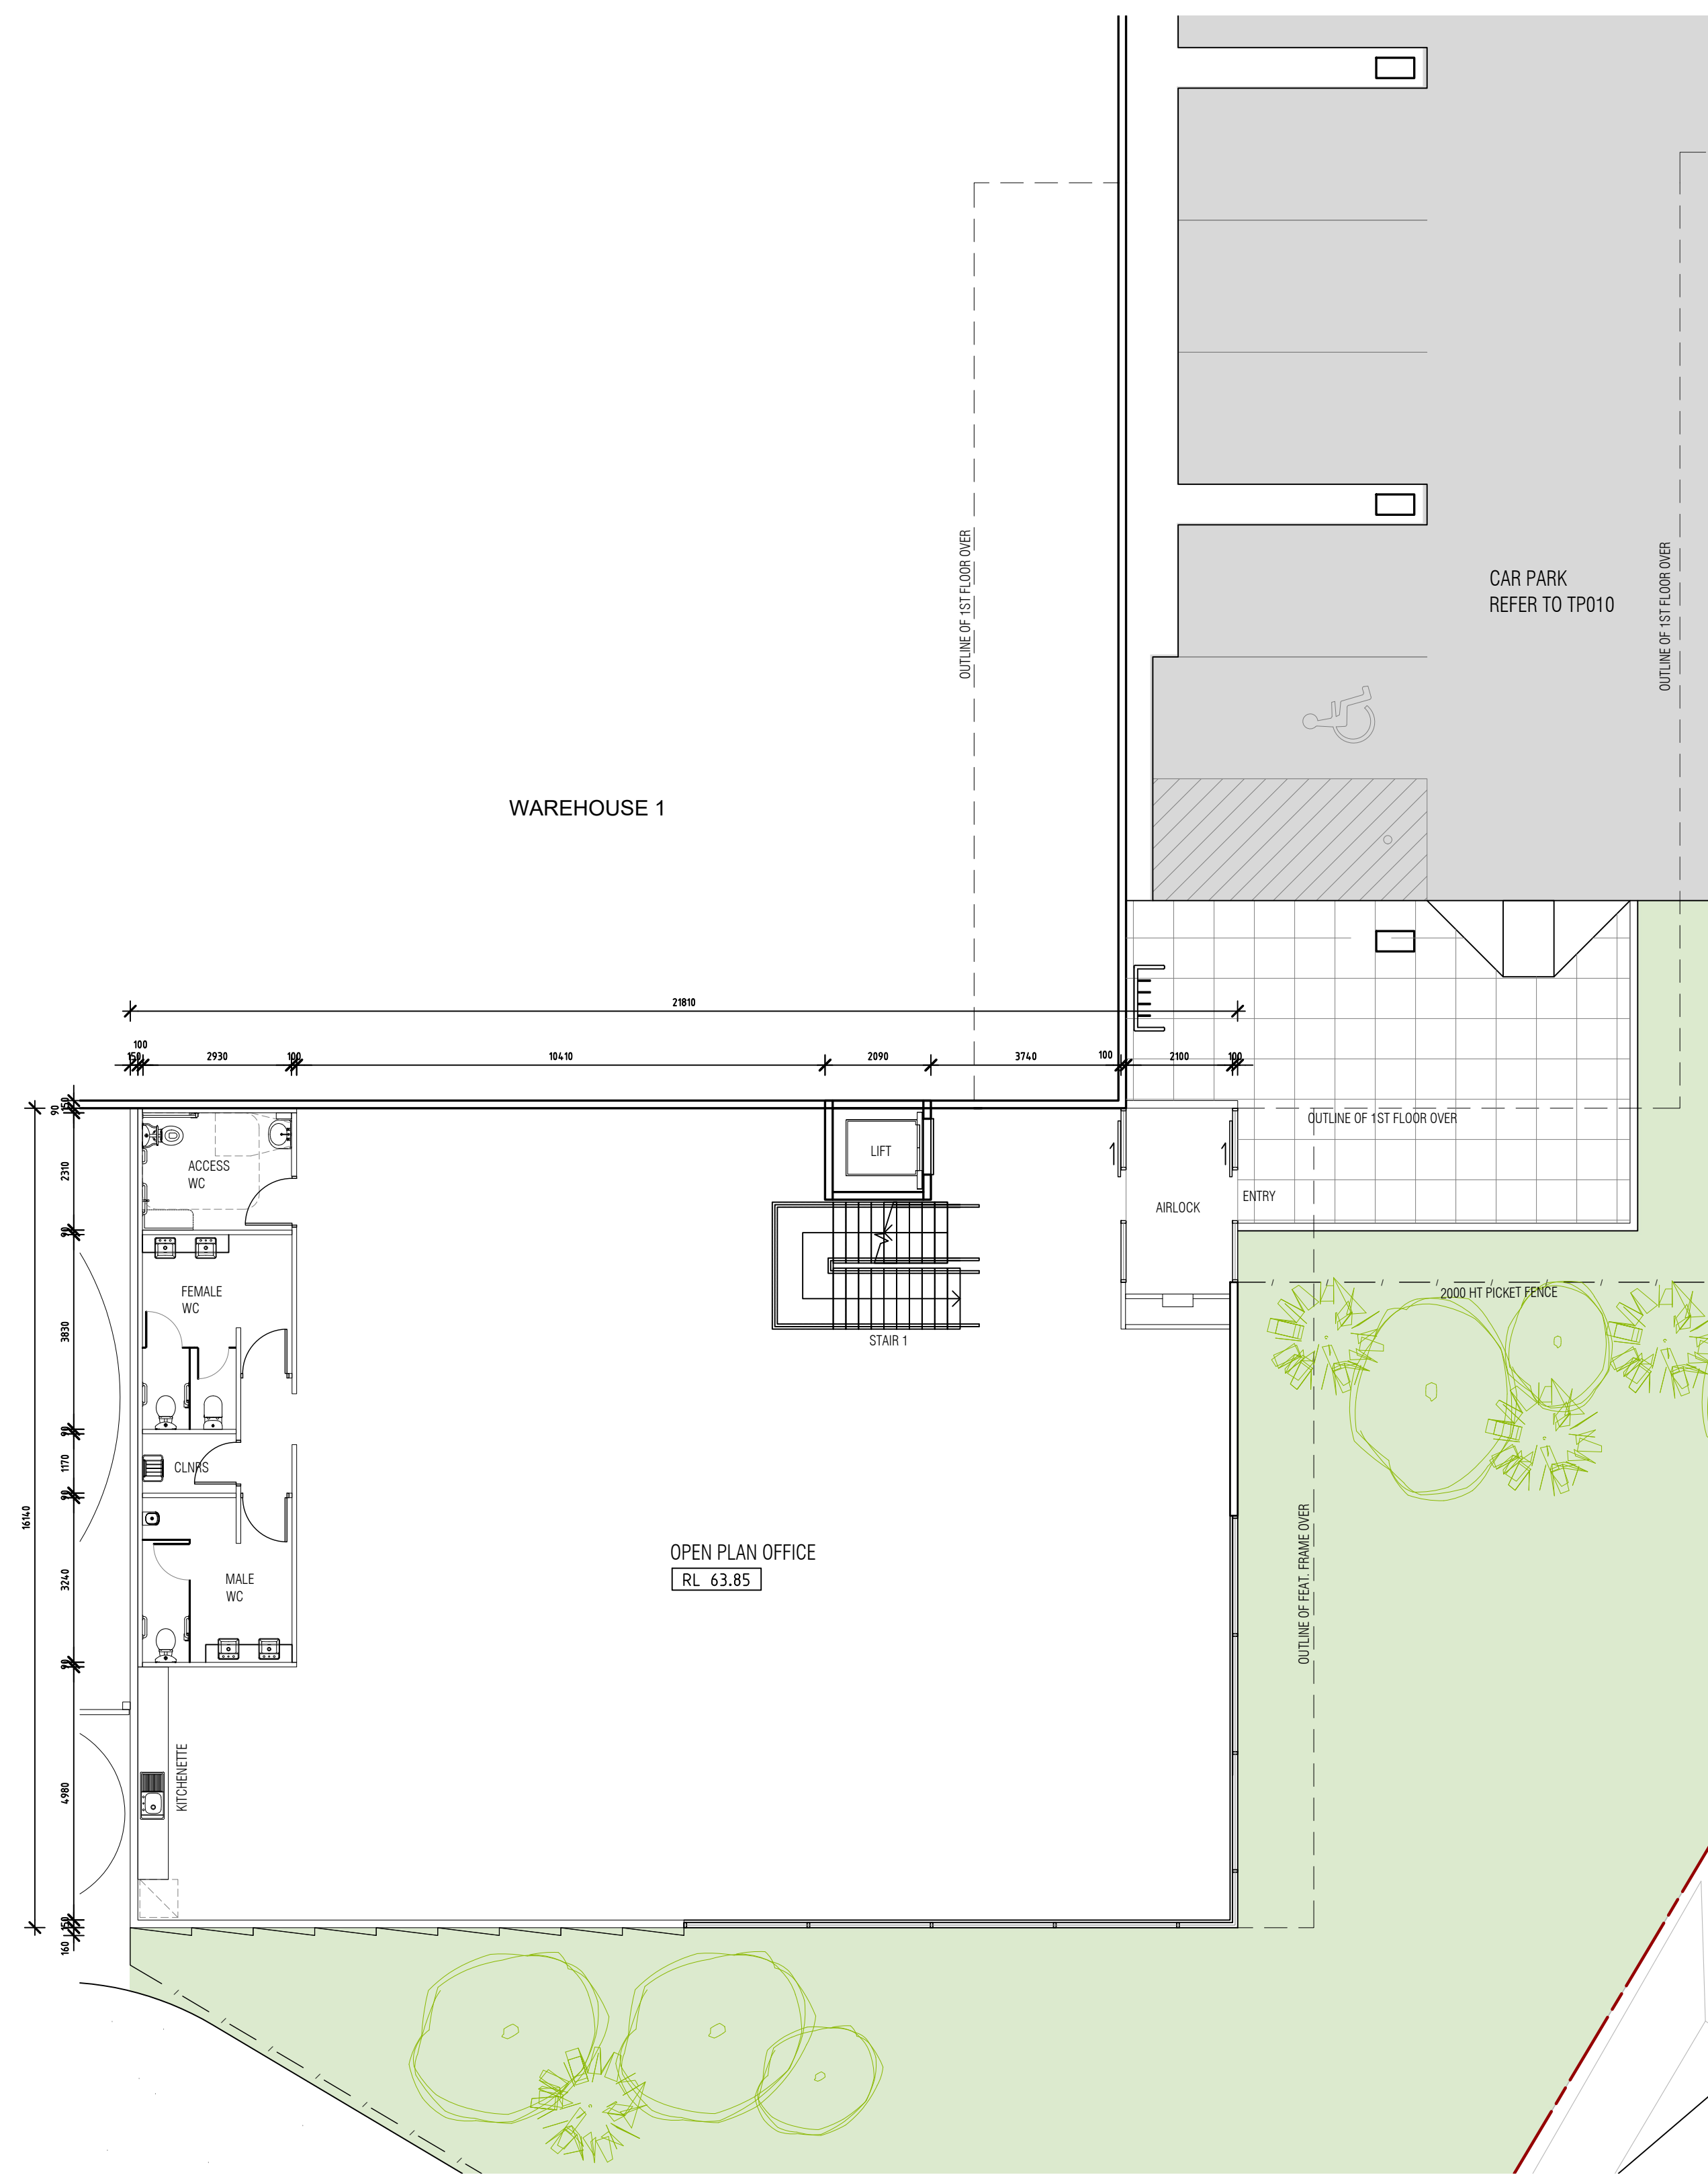 OUTLINE OF 1ST FLOOR OVER
CAR PARK
REFER TO TP010
OUTLINE OF 1ST FLOOR OVER
WAREHOUSE 1
21810
150
100
2930
100
10410
2090
3740
100
2100
100
OUTLINE OF 1ST FLOOR OVER
LIFT
ACCESS
WC
AIRLOCK
ENTRY
FEMALE
WC
2000 HT PICKET FENCE
STAIR 1
CLNRS
OPEN PLAN OFFICE
RL 63.85
MALE
WC
OUTLINE OF FEAT. FRAME OVER
KITCHENETTE
16140
90
150
2310
90
3830
90
1170
90
3240
90
4980
150
160